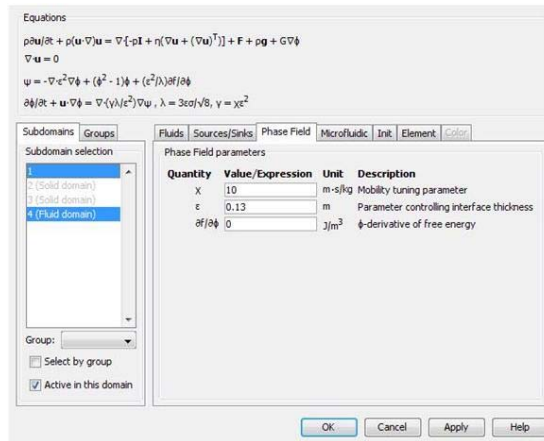 Equations
ρ∂u/∂t + ρ(u·∇)u = ∇·[-pI + η(∇u + (∇u)ᵀ)] + F + ρg + G∇ϕ
∇·u = 0
ψ = -∇·ε²∇ϕ + (ϕ² - 1)ϕ + (ε²/λ)∂f/∂ϕ
∂ϕ/∂t + u·∇ϕ = ∇·(γλ/ε²)∇ψ , λ = 3εσ/√8, γ = χε²
Subdomains Groups
Fluids Sources/Sinks Phase Field Microfluidic Init Element Color
Subdomain selection
1
2 (Solid domain)
3 (Solid domain)
4 (Fluid domain)
Group:
Select by group
Active in this domain
Phase Field parameters
Quantity Value/Expression Unit Description
χ 10 m·s/kg Mobility tuning parameter
ε 0.13 m Parameter controlling interface thickness
∂f/∂ϕ 0 J/m³ ϕ-derivative of free energy
OK Cancel Apply Help